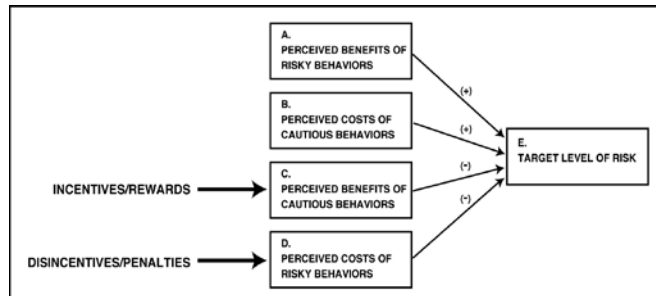 A.
PERCEIVED BENEFITS OF
RISKY BEHAVIORS
(+)
B.
PERCEIVED COSTS OF
CAUTIOUS BEHAVIORS
(+)
E.
TARGET LEVEL OF RISK
(-)
INCENTIVES/REWARDS
C.
PERCEIVED BENEFITS OF
CAUTIOUS BEHAVIORS
(-)
DISINCENTIVES/PENALTIES
D.
PERCEIVED COSTS OF
RISKY BEHAVIORS